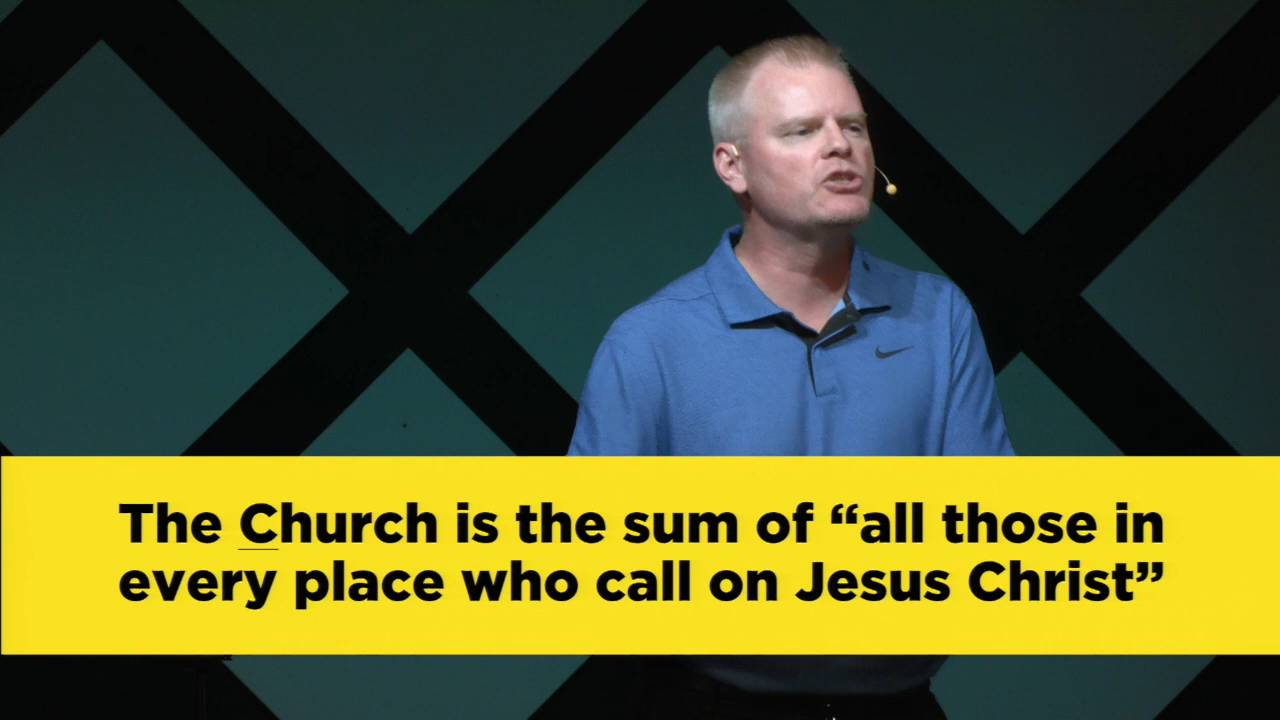 The Church is the sum of “all those in
every place who call on Jesus Christ”